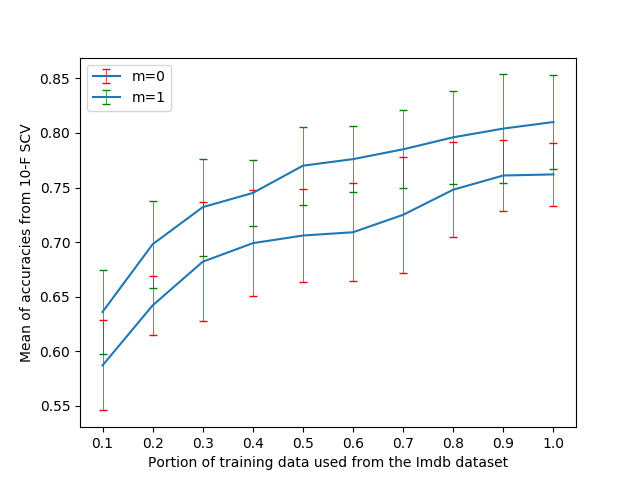 m=0
m=1
0.85
0.80
0.75
0.70
0.65
0.60
0.55
Mean of accuracies from 10-F SCV
0.1 0.2 0.3 0.4 0.5 0.6 0.7 0.8 0.9 1.0
Portion of training data used from the Imdb dataset